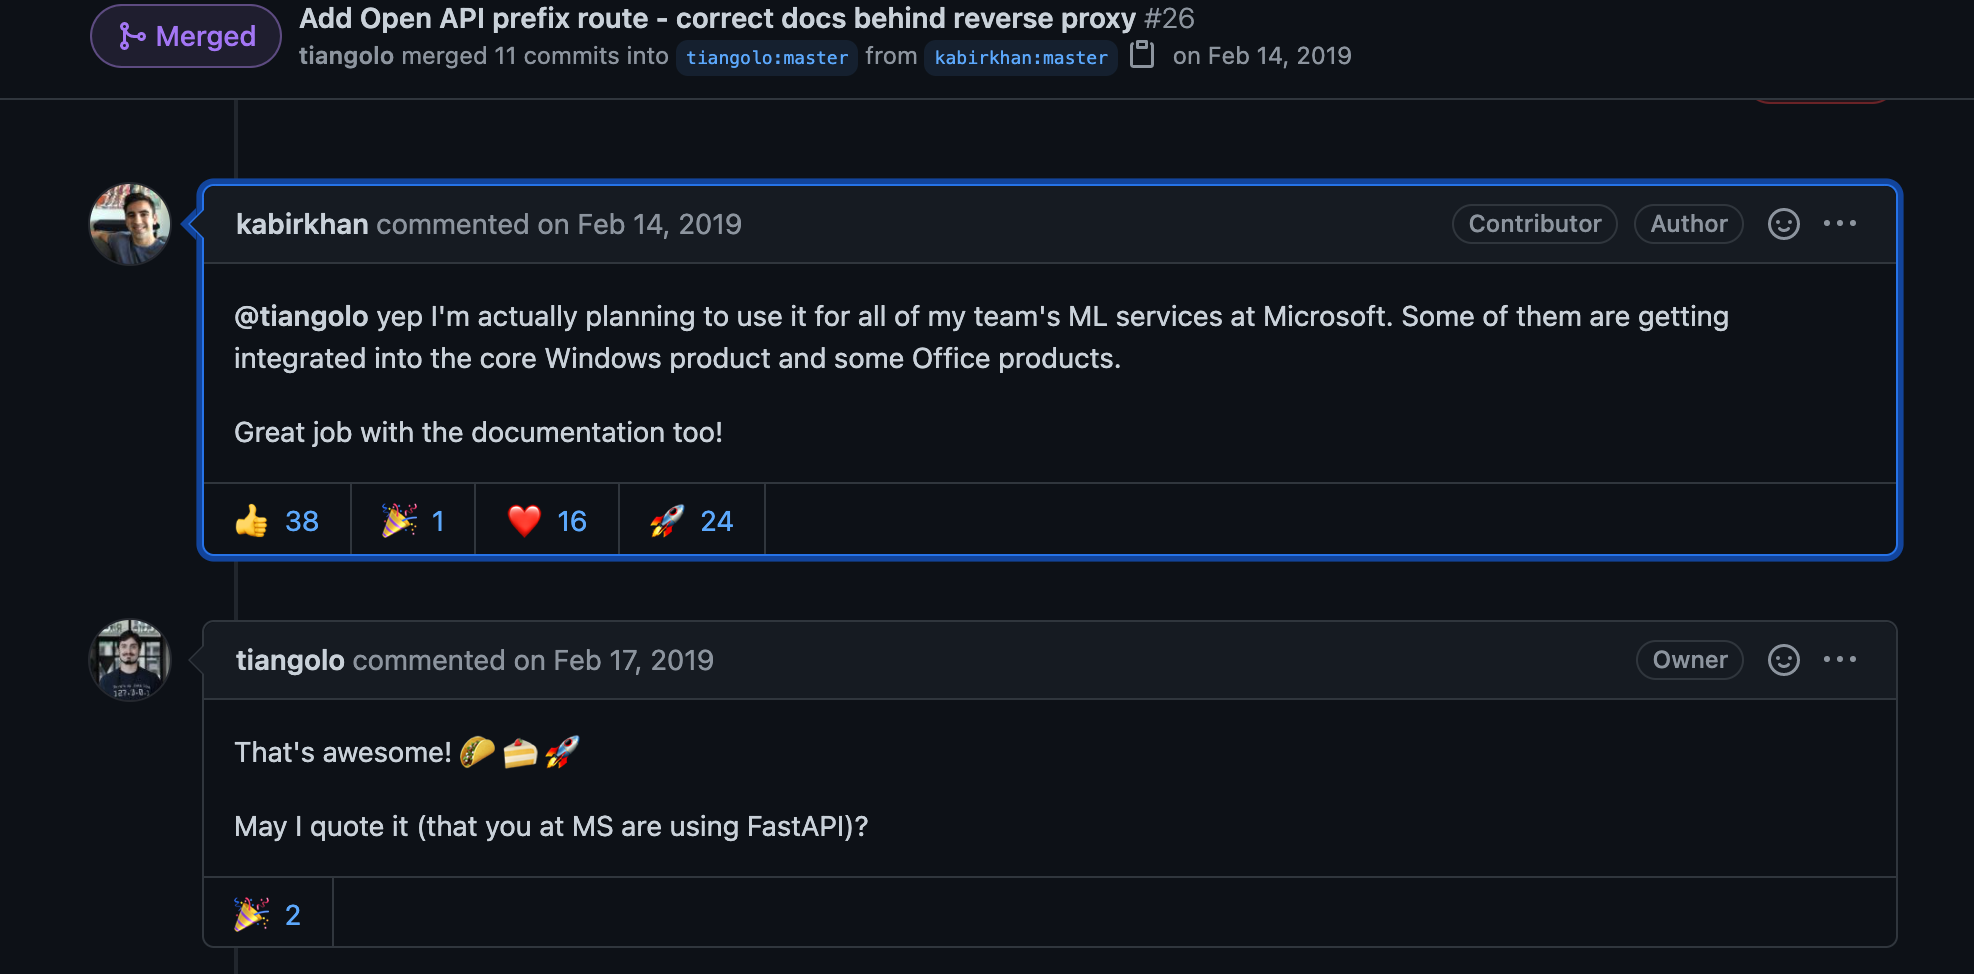 Merged
Add Open API prefix route - correct docs behind reverse proxy #26
tiangolo merged 11 commits into tiangolo:master from kabirkhan:master on Feb 14, 2019
kabirkhan commented on Feb 14, 2019
Contributor
Author
@tiangolo yep I'm actually planning to use it for all of my team's ML services at Microsoft. Some of them are getting
integrated into the core Windows product and some Office products.
Great job with the documentation too!
👍 38 🎉 1 ❤️ 16 🚀 24
tiangolo commented on Feb 17, 2019
Owner
That's awesome! 🌮 🍰 🚀
May I quote it (that you at MS are using FastAPI)?
🎉 2